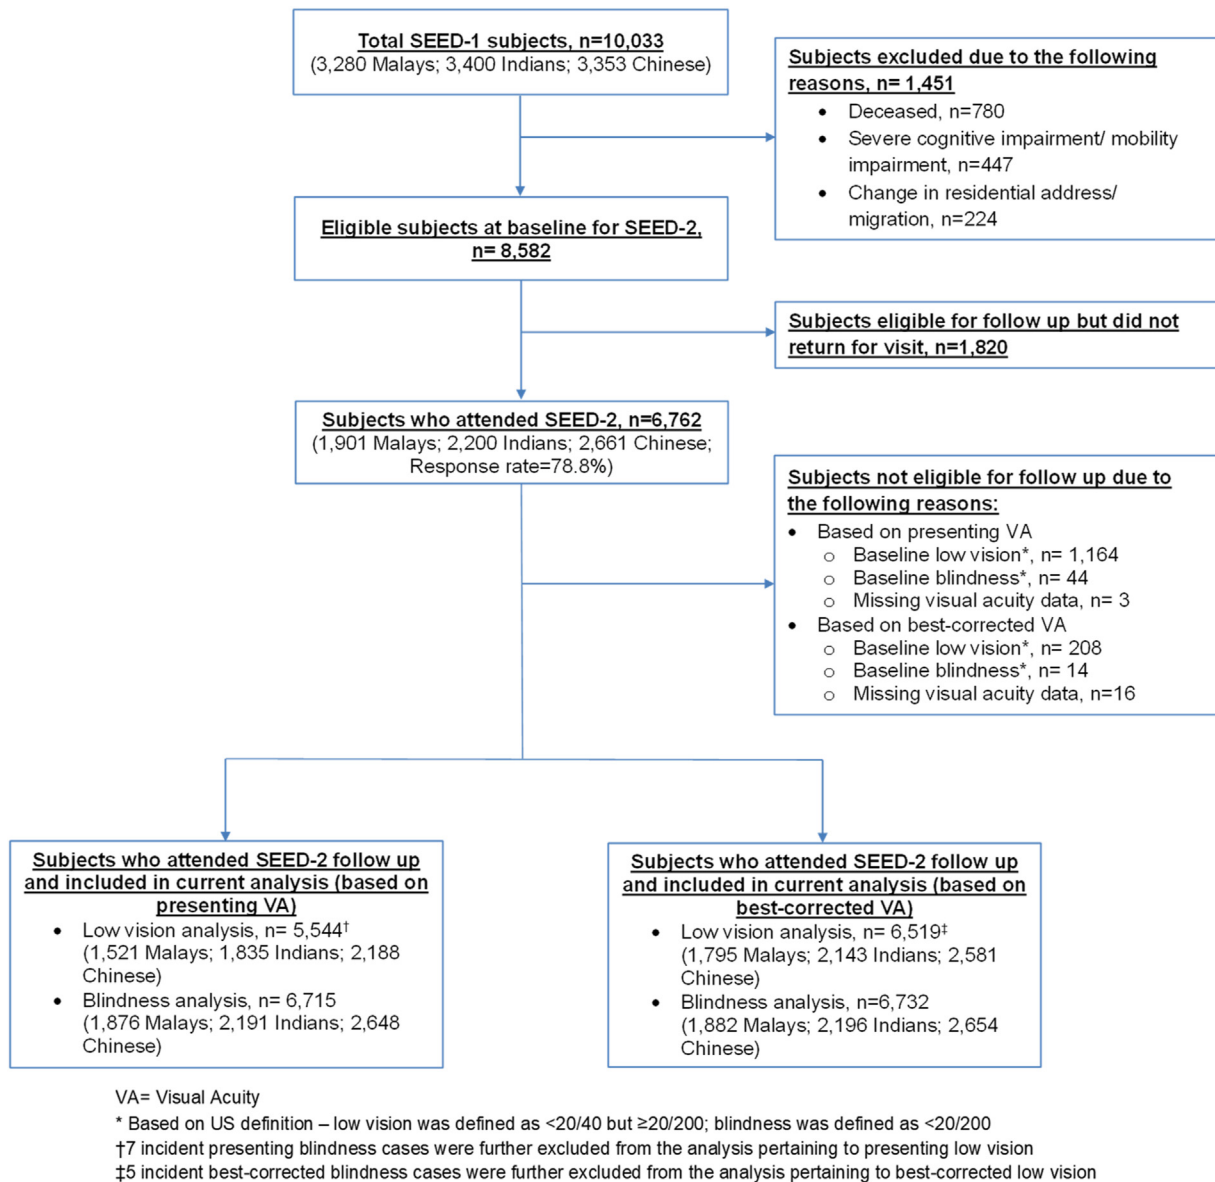 Total SEED-1 subjects, n=10,033
(3,280 Malays; 3,400 Indians; 3,353 Chinese)
Subjects excluded due to the following
reasons, n= 1,451
• Deceased, n=780
• Severe cognitive impairment/ mobility
impairment, n=447
• Change in residential address/
migration, n=224
Eligible subjects at baseline for SEED-2,
n= 8,582
Subjects eligible for follow up but did not
return for visit, n=1,820
Subjects who attended SEED-2, n=6,762
(1,901 Malays; 2,200 Indians; 2,661 Chinese;
Response rate=78.8%)
Subjects not eligible for follow up due to
the following reasons:
• Based on presenting VA
o Baseline low vision*, n= 1,164
o Baseline blindness*, n= 44
o Missing visual acuity data, n= 3
• Based on best-corrected VA
o Baseline low vision*, n= 208
o Baseline blindness*, n= 14
o Missing visual acuity data, n=16
Subjects who attended SEED-2 follow up
and included in current analysis (based on
presenting VA)
• Low vision analysis, n= 5,544†
(1,521 Malays; 1,835 Indians; 2,188
Chinese)
• Blindness analysis, n= 6,715
(1,876 Malays; 2,191 Indians; 2,648
Chinese)
Subjects who attended SEED-2 follow up
and included in current analysis (based on
best-corrected VA)
• Low vision analysis, n= 6,519‡
(1,795 Malays; 2,143 Indians; 2,581
Chinese)
• Blindness analysis, n=6,732
(1,882 Malays; 2,196 Indians; 2,654
Chinese)
VA= Visual Acuity
* Based on US definition – low vision was defined as <20/40 but ≥20/200; blindness was defined as <20/200
†7 incident presenting blindness cases were further excluded from the analysis pertaining to presenting low vision
‡5 incident best-corrected blindness cases were further excluded from the analysis pertaining to best-corrected low vision